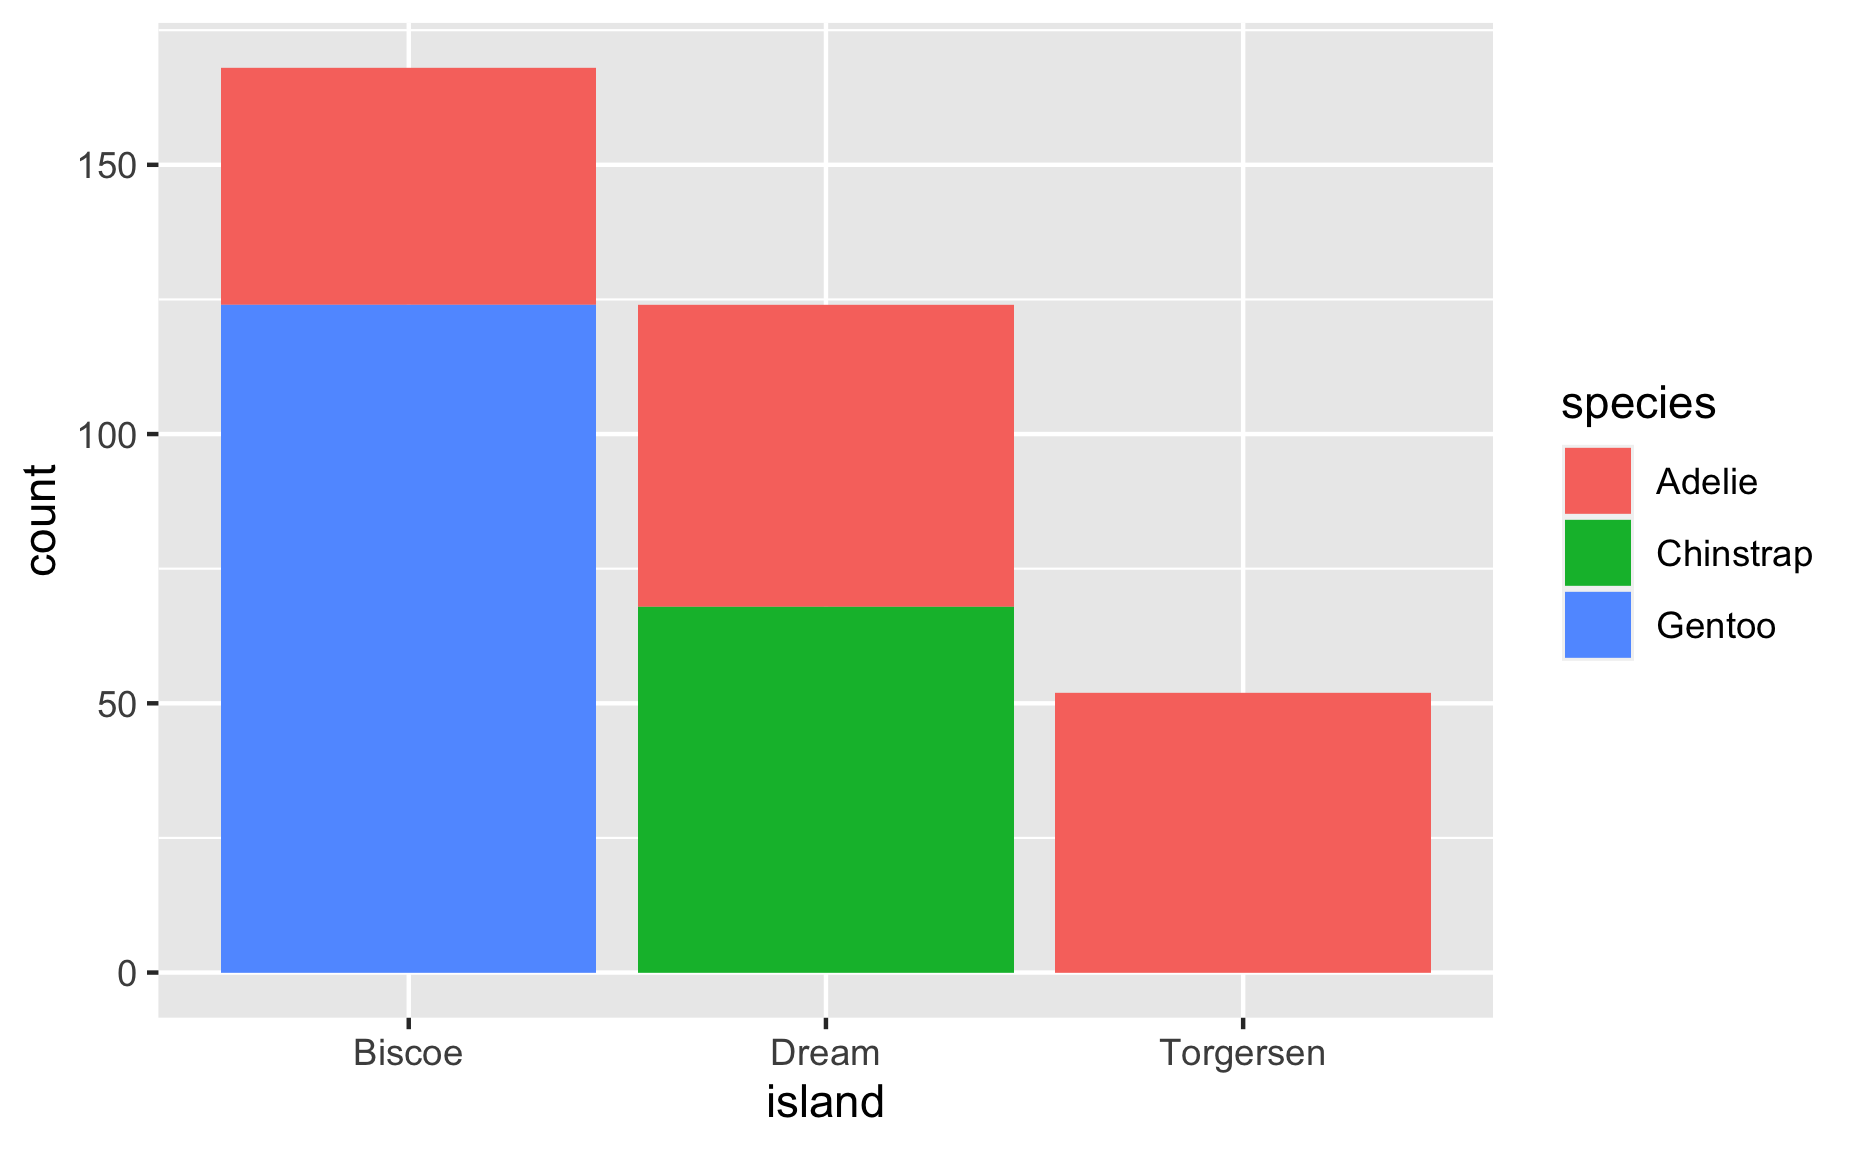 count
150
100
50
0
Biscoe Dream Torgersen
island
species
Adelie
Chinstrap
Gentoo